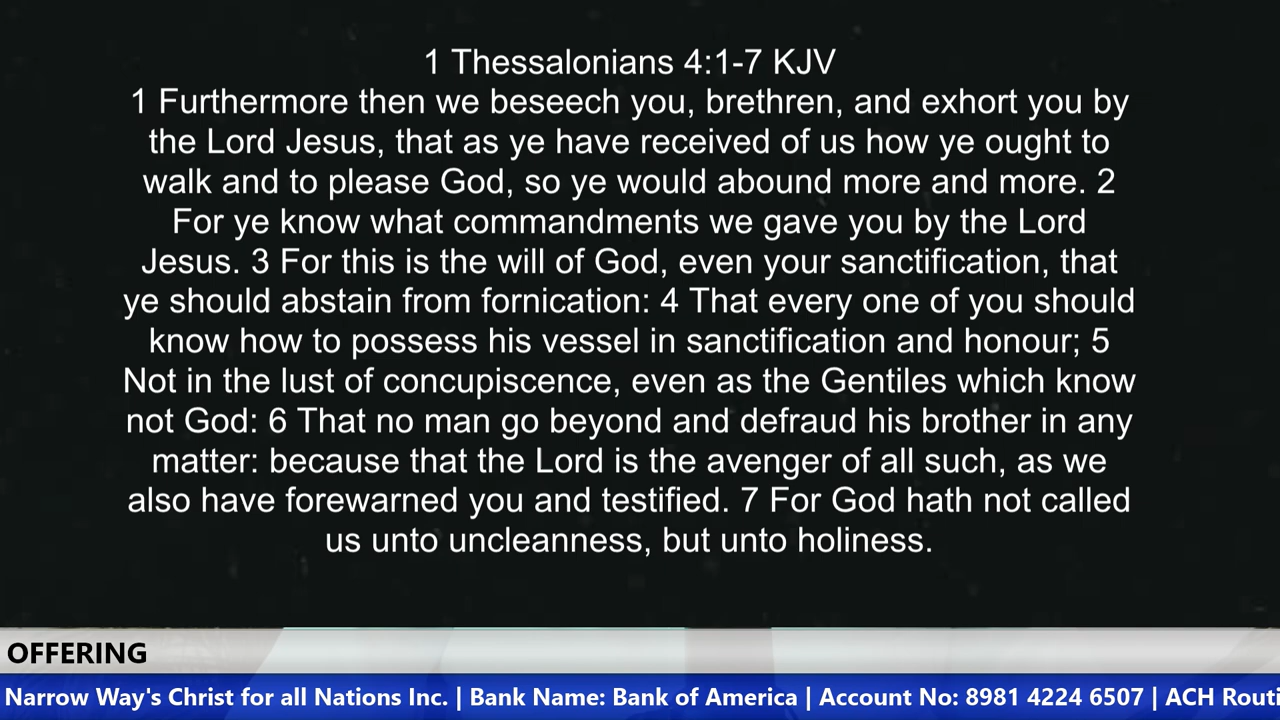 1 Thessalonians 4:1-7 KJV
1 Furthermore then we beseech you, brethren, and exhort you by
the Lord Jesus, that as ye have received of us how ye ought to
walk and to please God, so ye would abound more and more. 2
For ye know what commandments we gave you by the Lord
Jesus. 3 For this is the will of God, even your sanctification, that
ye should abstain from fornication: 4 That every one of you should
know how to possess his vessel in sanctification and honour; 5
Not in the lust of concupiscence, even as the Gentiles which know
not God: 6 That no man go beyond and defraud his brother in any
matter: because that the Lord is the avenger of all such, as we
also have forewarned you and testified. 7 For God hath not called
us unto uncleanness, but unto holiness.
OFFERING
Narrow Way's Christ for all Nations Inc. | Bank Name: Bank of America | Account No: 8981 4224 6507 | ACH Routi